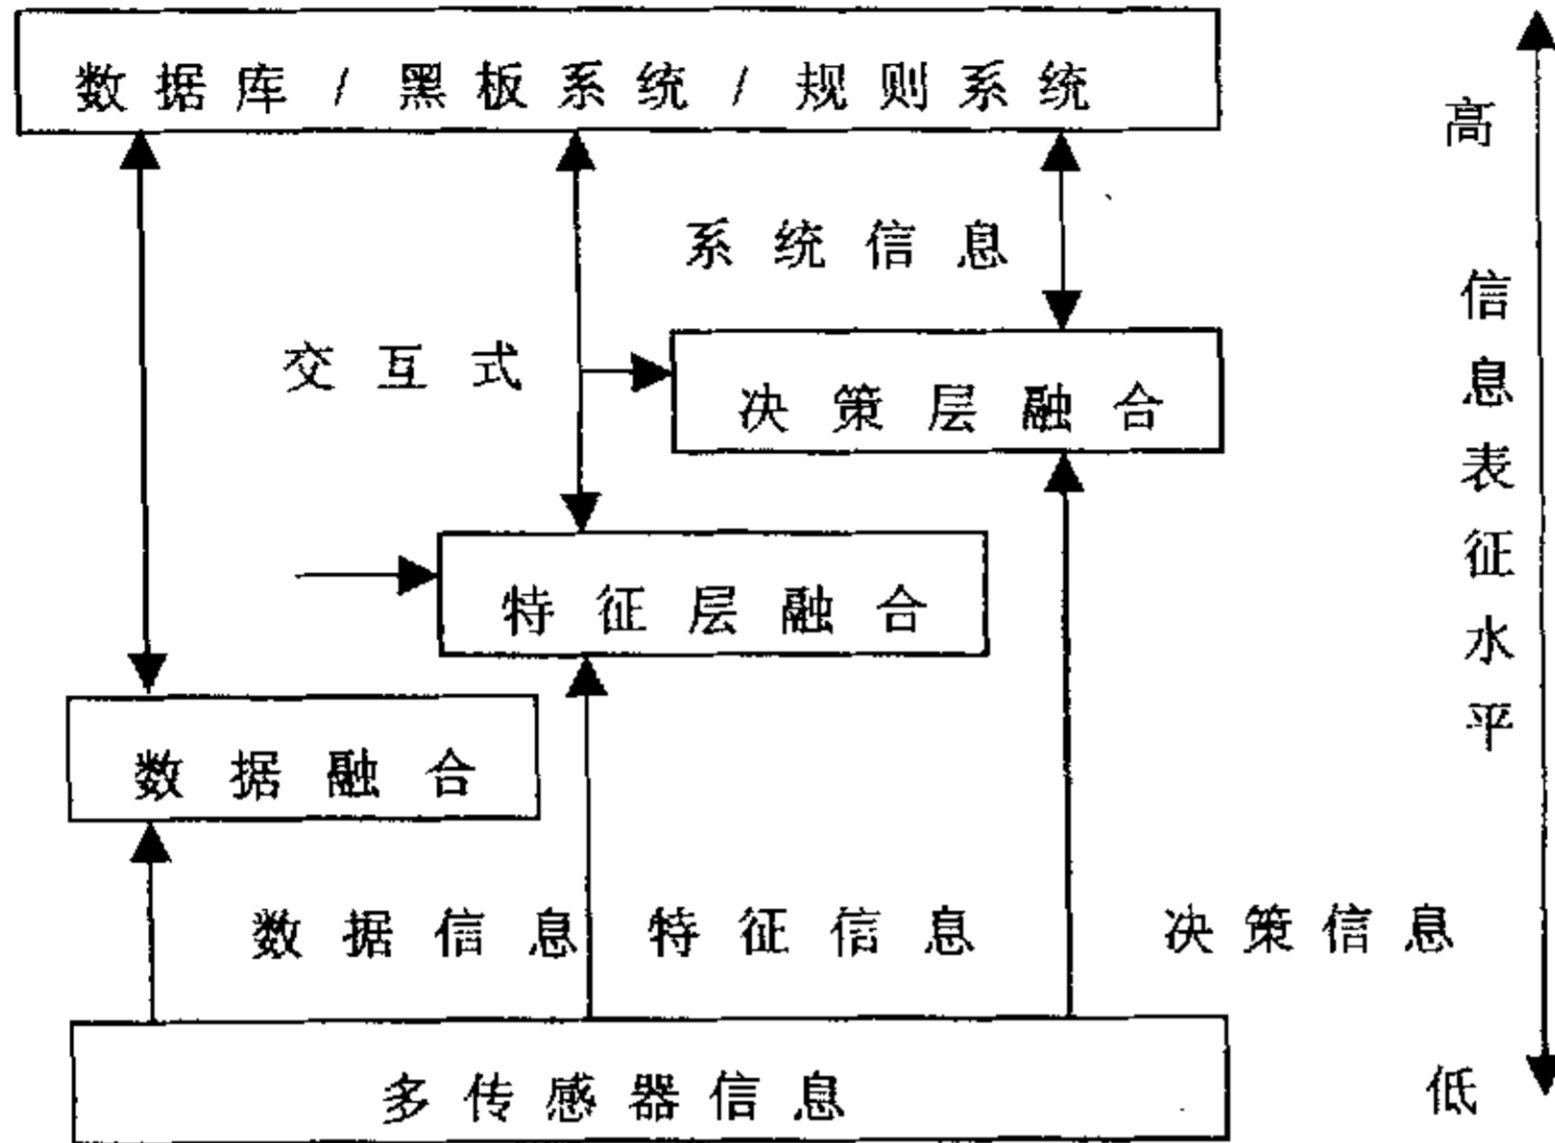 数据库/黑板系统/规则系统
高
系统信息
交互式
决策层融合
特征层融合
数据融合
信息表征水平
数据信息
特征信息
决策信息
多传感器信息
低